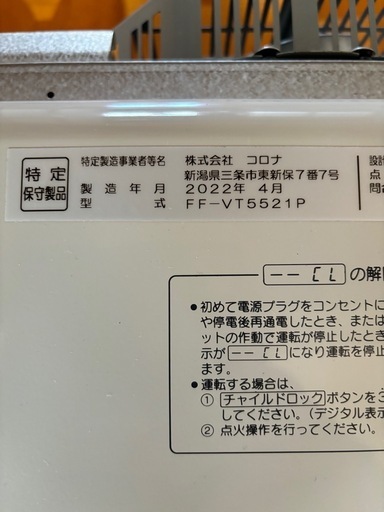 特定
保守製品
特定製造事業者等名 株式会社 コロナ
新潟県三条市東新保7番7号
製造年月 2022年 4月
型式 FF-VT5521P
設計
点
問
-- CLの解
●初めて電源プラグをコンセントに
や停電後再通電したとき、または
ットの作動で運転が停止したとき
示が-- CLになり運転を停止
ます。
●運転する場合は、
① チャイルドロックボタンを3
してください。(デジタル表示
② 点火操作を行ってください。